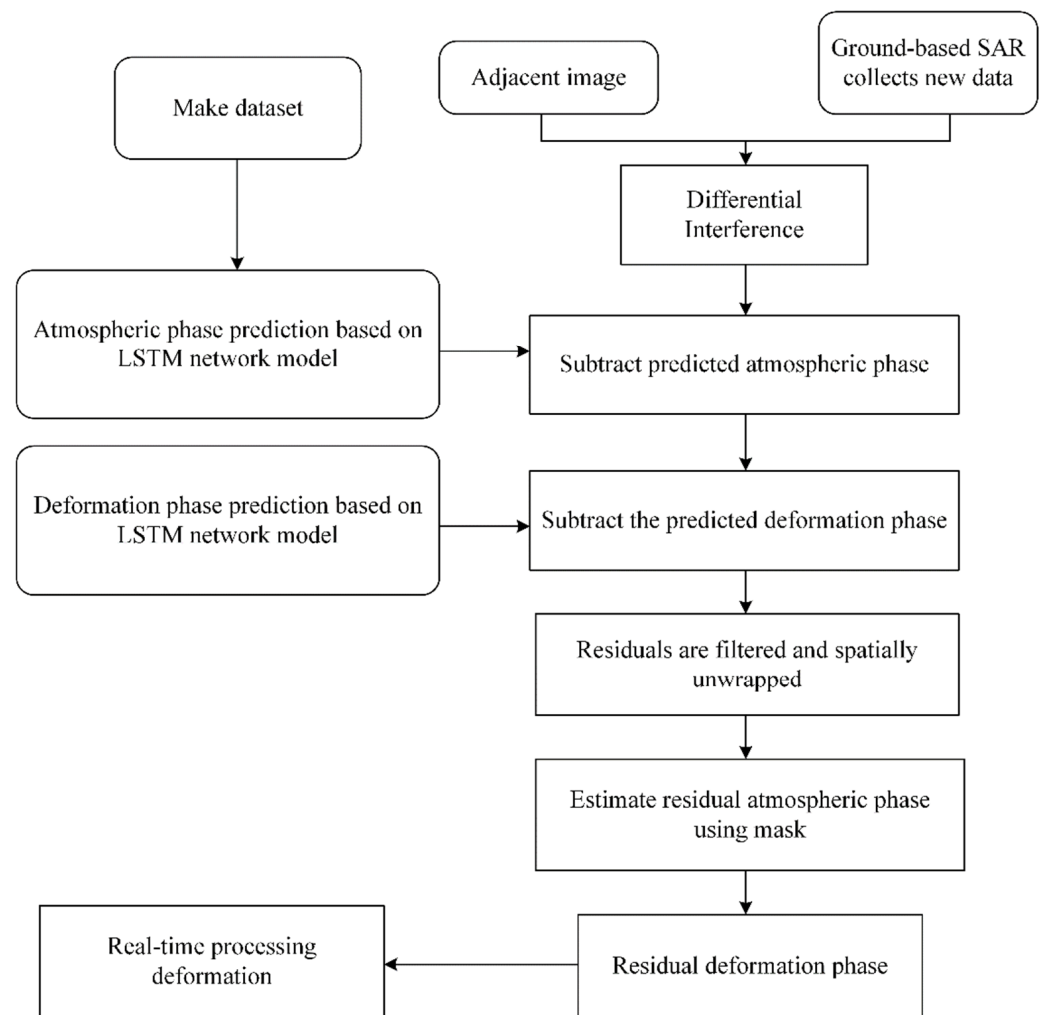 Make dataset
Adjacent image
Ground-based SAR
collects new data
Differential
Interference
Atmospheric phase prediction based on
LSTM network model
Subtract predicted atmospheric phase
Deformation phase prediction based on
LSTM network model
Subtract the predicted deformation phase
Residuals are filtered and spatially
unwrapped
Estimate residual atmospheric phase
using mask
Residual deformation phase
Real-time processing
deformation